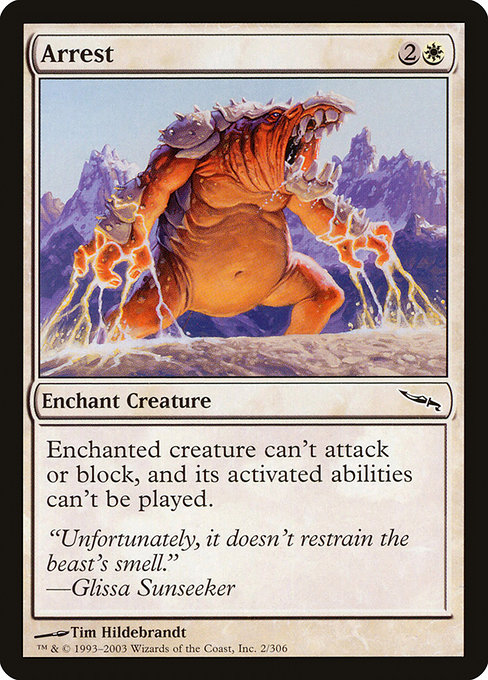 Arrest 2
Enchant Creature
Enchanted creature can't attack
or block, and its activated abilities
can't be played.
"Unfortunately, it doesn't restrain the
beast's smell."
—Glissa Sunseeker
Tim Hildebrandt
™ & © 1993–2003 Wizards of the Coast, Inc. 2/306